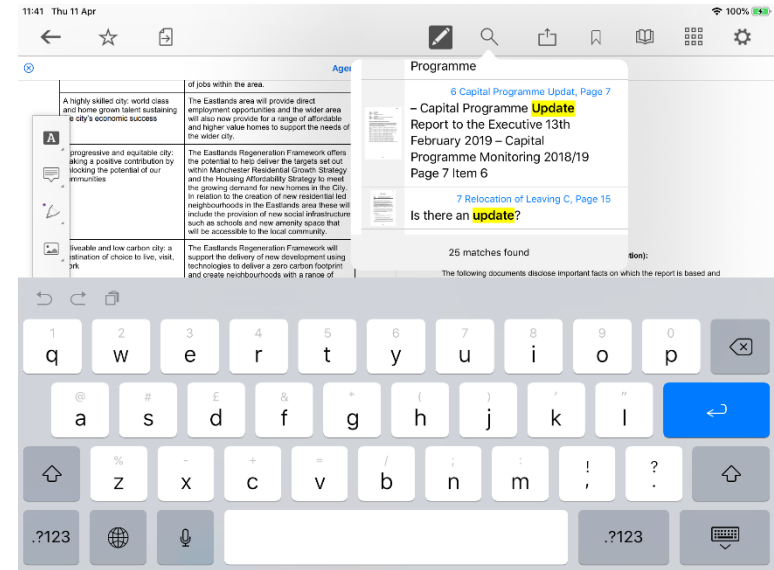 11:41 Thu 11 Apr
100%
Agen
of jobs within the area.
A highly skilled city: world class
and home grown talent sustaining
city's economic success
The Eastlands area will provide direct
employment opportunities and the wider area
will also now provide for a range of affordable
and higher value homes to support the needs of
the wider city.
progressive and equitable city:
aking a positive contribution by
locking the potential of our
mmunities
The Eastlands Regeneration Framework offers
the potential to help deliver the targets set out
within Manchester Residential Growth Strategy
and the Housing Affordability Strategy to meet
the growing demand for new homes in the City.
In relation to the creation of new residential led
neighbourhoods in the Eastlands area these will
include the provision of new social infrastructure
such as schools and new amenity space that
will be accessible to the local community.
liveable and low carbon city: a
stination of choice to live, visit,
ork
The Eastlands Regeneration Framework will
support the delivery of new development using
technologies to deliver a zero carbon footprint
and create neighbourhoods with a range of
Programme
6 Capital Programme Updat, Page 7
– Capital Programme Update
Report to the Executive 13th
February 2019 – Capital
Programme Monitoring 2018/19
Page 7 Item 6
7 Relocation of Leaving C, Page 15
Is there an update?
25 matches found
tion):
The following documents disclose important facts on which the report is based and
A
1 2 3 4 5 6 7 8 9 0
q w e r t y u i o p
@ # £ & * ( ) ' "
a s d f g h j k l
% - + = / ; : ! ?
z x c v b n m , .
.?123 .?123